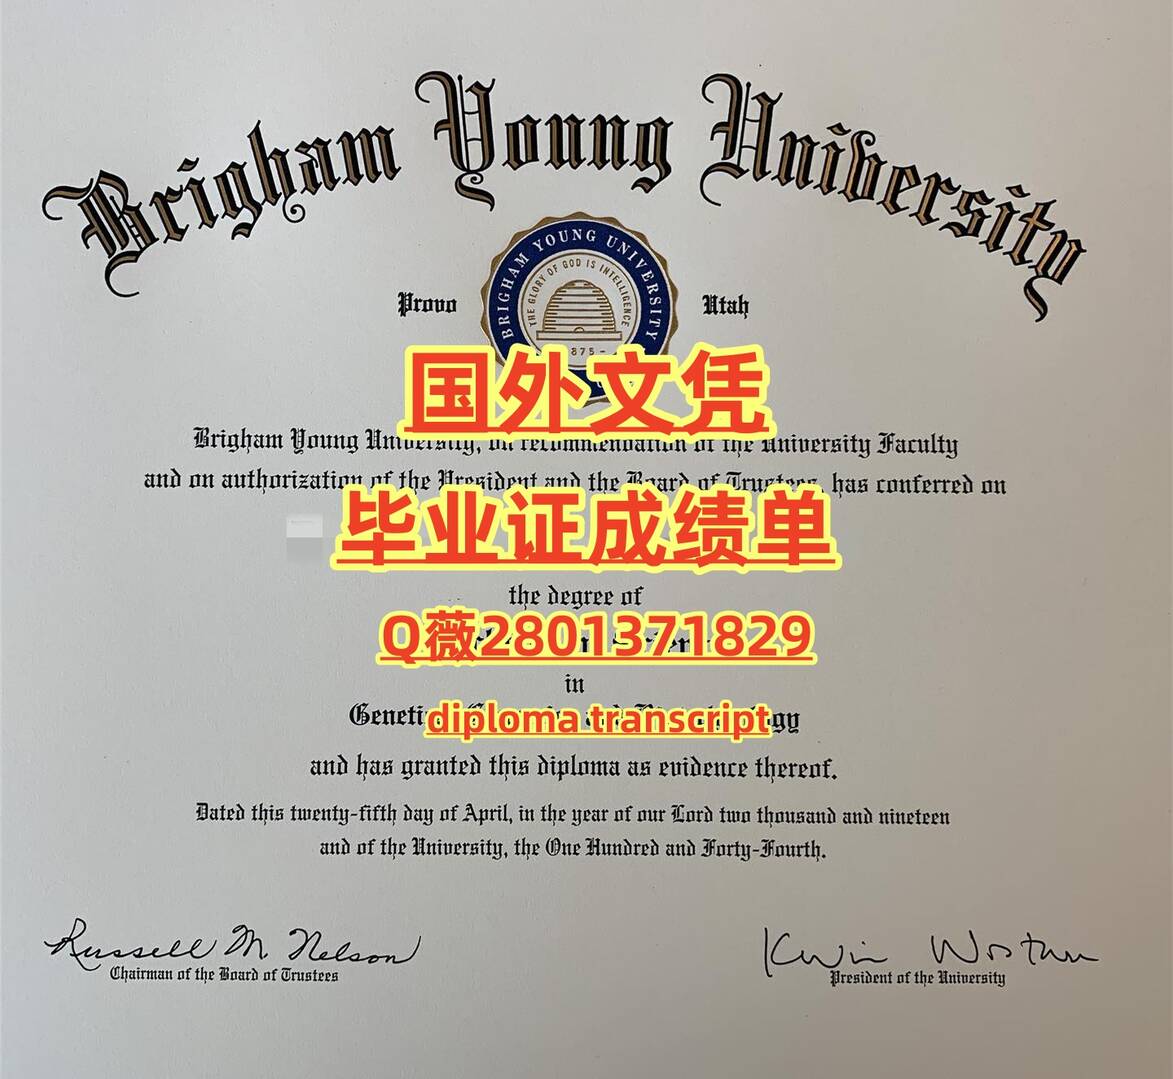 Brigham Young University
BRIGHAM YOUNG UNIVERSITY
THE GLORY OF GOD IS INTELLIGENCE
875
Provo Utah
国外文凭
Brigham Young University, on recommendation of the University Faculty
and on authorization of the President and the Board of Trustees, has conferred on
毕业证成绩单
the degree of
Q薇2801371829
in
diploma transcript
and has granted this diploma as evidence thereof.
Dated this twenty-fifth day of April, in the year of our Lord two thousand and nineteen
and of the University, the One Hundred and Forty-Fourth.
Russell M Nelson
Chairman of the Board of Trustees President of the University